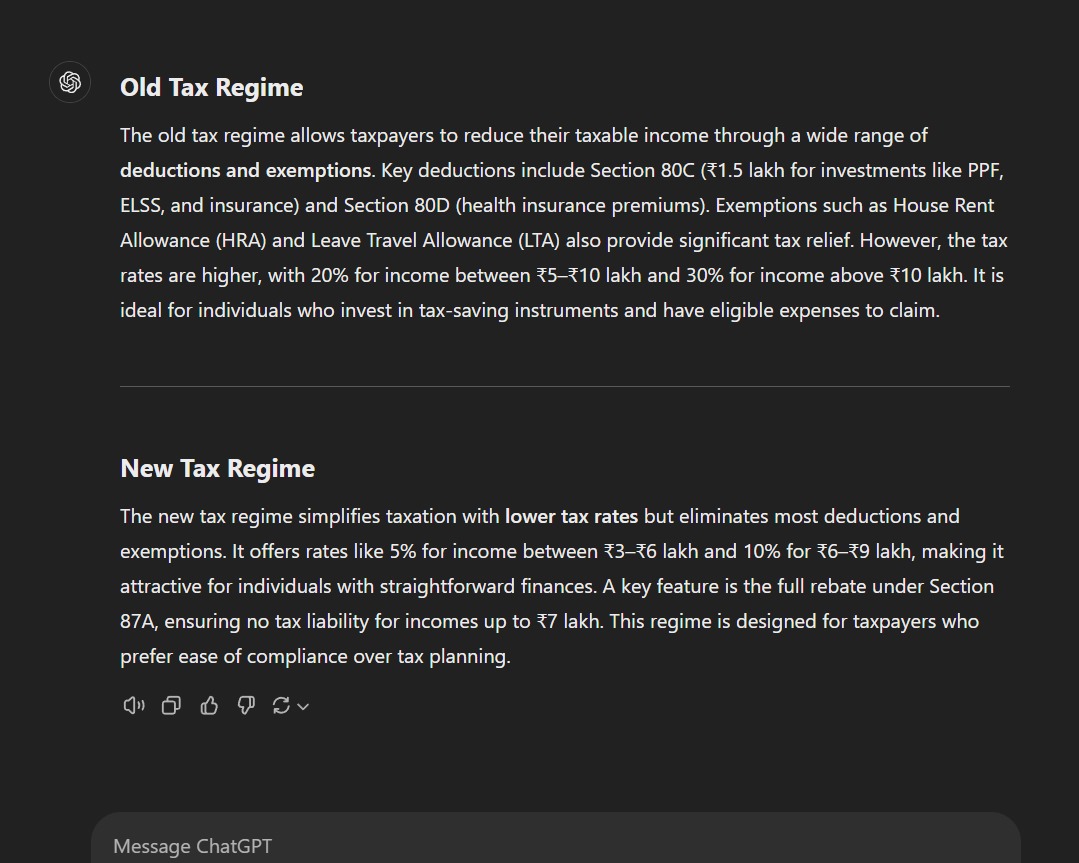 Old Tax Regime
The old tax regime allows taxpayers to reduce their taxable income through a wide range of
deductions and exemptions. Key deductions include Section 80C (₹1.5 lakh for investments like PPF,
ELSS, and insurance) and Section 80D (health insurance premiums). Exemptions such as House Rent
Allowance (HRA) and Leave Travel Allowance (LTA) also provide significant tax relief. However, the tax
rates are higher, with 20% for income between ₹5–₹10 lakh and 30% for income above ₹10 lakh. It is
ideal for individuals who invest in tax-saving instruments and have eligible expenses to claim.
New Tax Regime
The new tax regime simplifies taxation with lower tax rates but eliminates most deductions and
exemptions. It offers rates like 5% for income between ₹3–₹6 lakh and 10% for ₹6–₹9 lakh, making it
attractive for individuals with straightforward finances. A key feature is the full rebate under Section
87A, ensuring no tax liability for incomes up to ₹7 lakh. This regime is designed for taxpayers who
prefer ease of compliance over tax planning.
Message ChatGPT